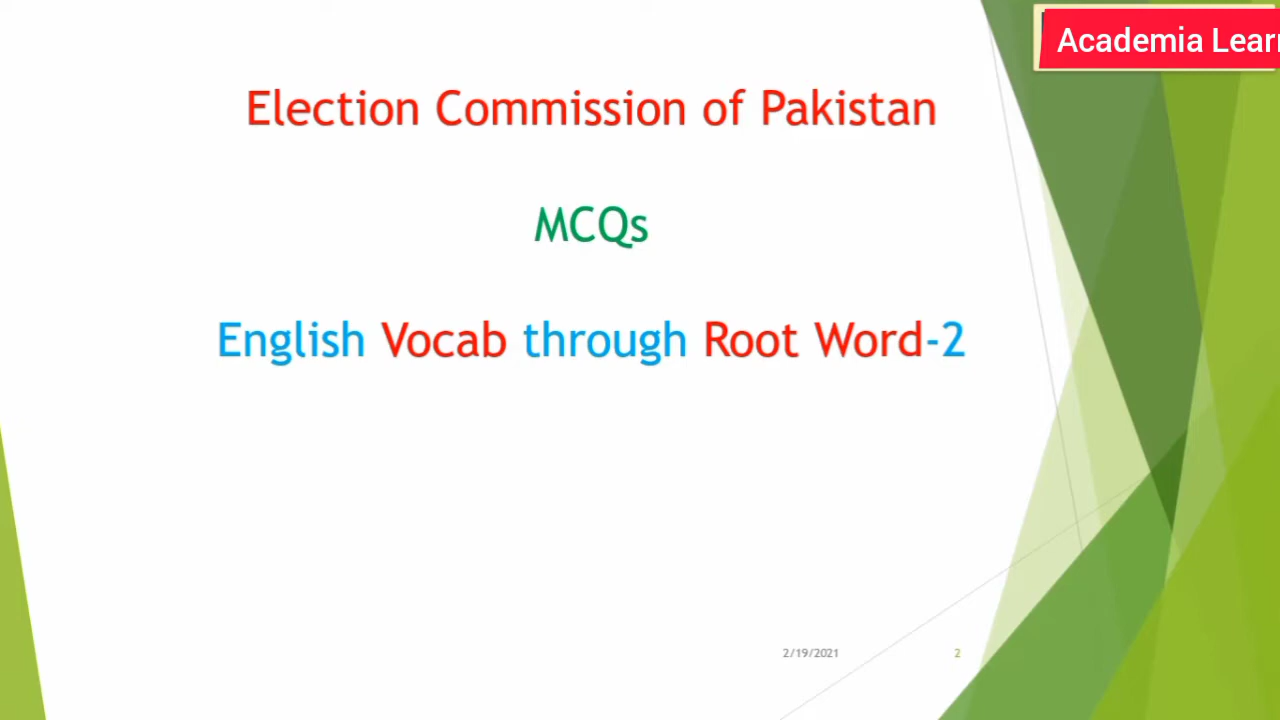 Academia Lear
Election Commission of Pakistan
MCQs
English Vocab through Root Word-2
2/19/2021
2